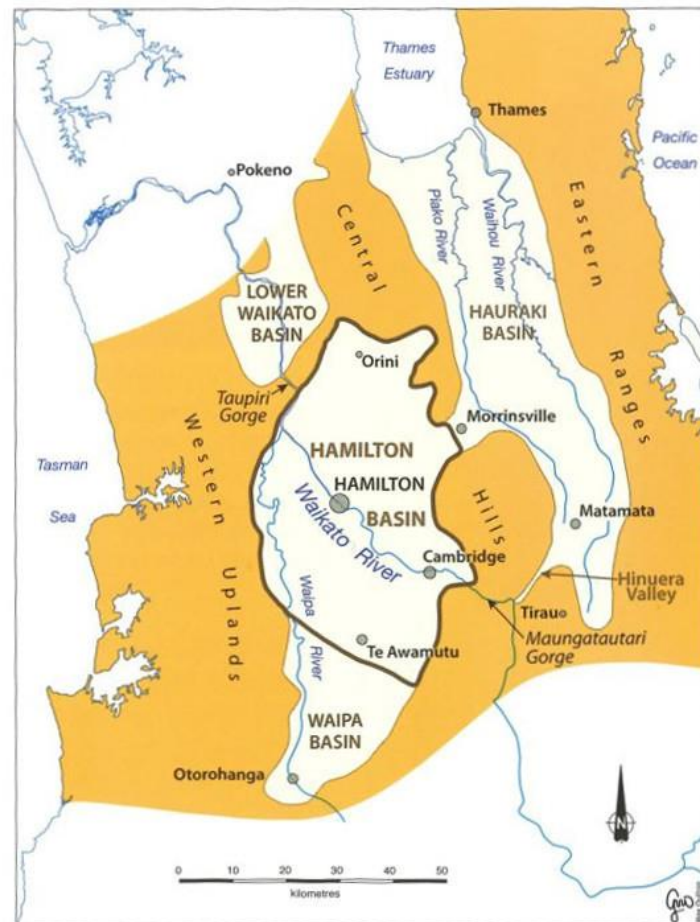 Thames
Estuary
Thames
Pacific
Ocean
Pokeno
Piako River
Waihou River
Central
Eastern
LOWER
WAIKATO
BASIN
HAURAKI
BASIN
Orini
Ranges
Taupiri
Gorge
Morrinsville
Western
HAMILTON
Tasman
HAMILTON
Hills
Sea
BASIN
Matamata
Waikato River
Uplands
Cambridge
Hinuera
Valley
Waipa
Tirau
Maungatautari
Gorge
Te Awamutu
River
WAIPA
BASIN
Otorohanga
N
0 10 20 30 40 50
kilometres